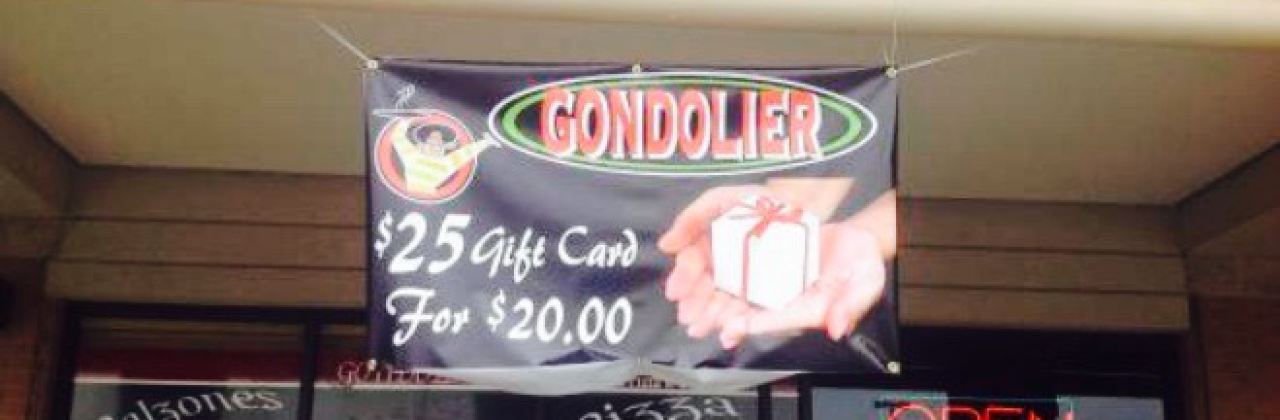 GONDOLIER
$25 Gift Card
For $20.00
calzones
pizza
OPEN